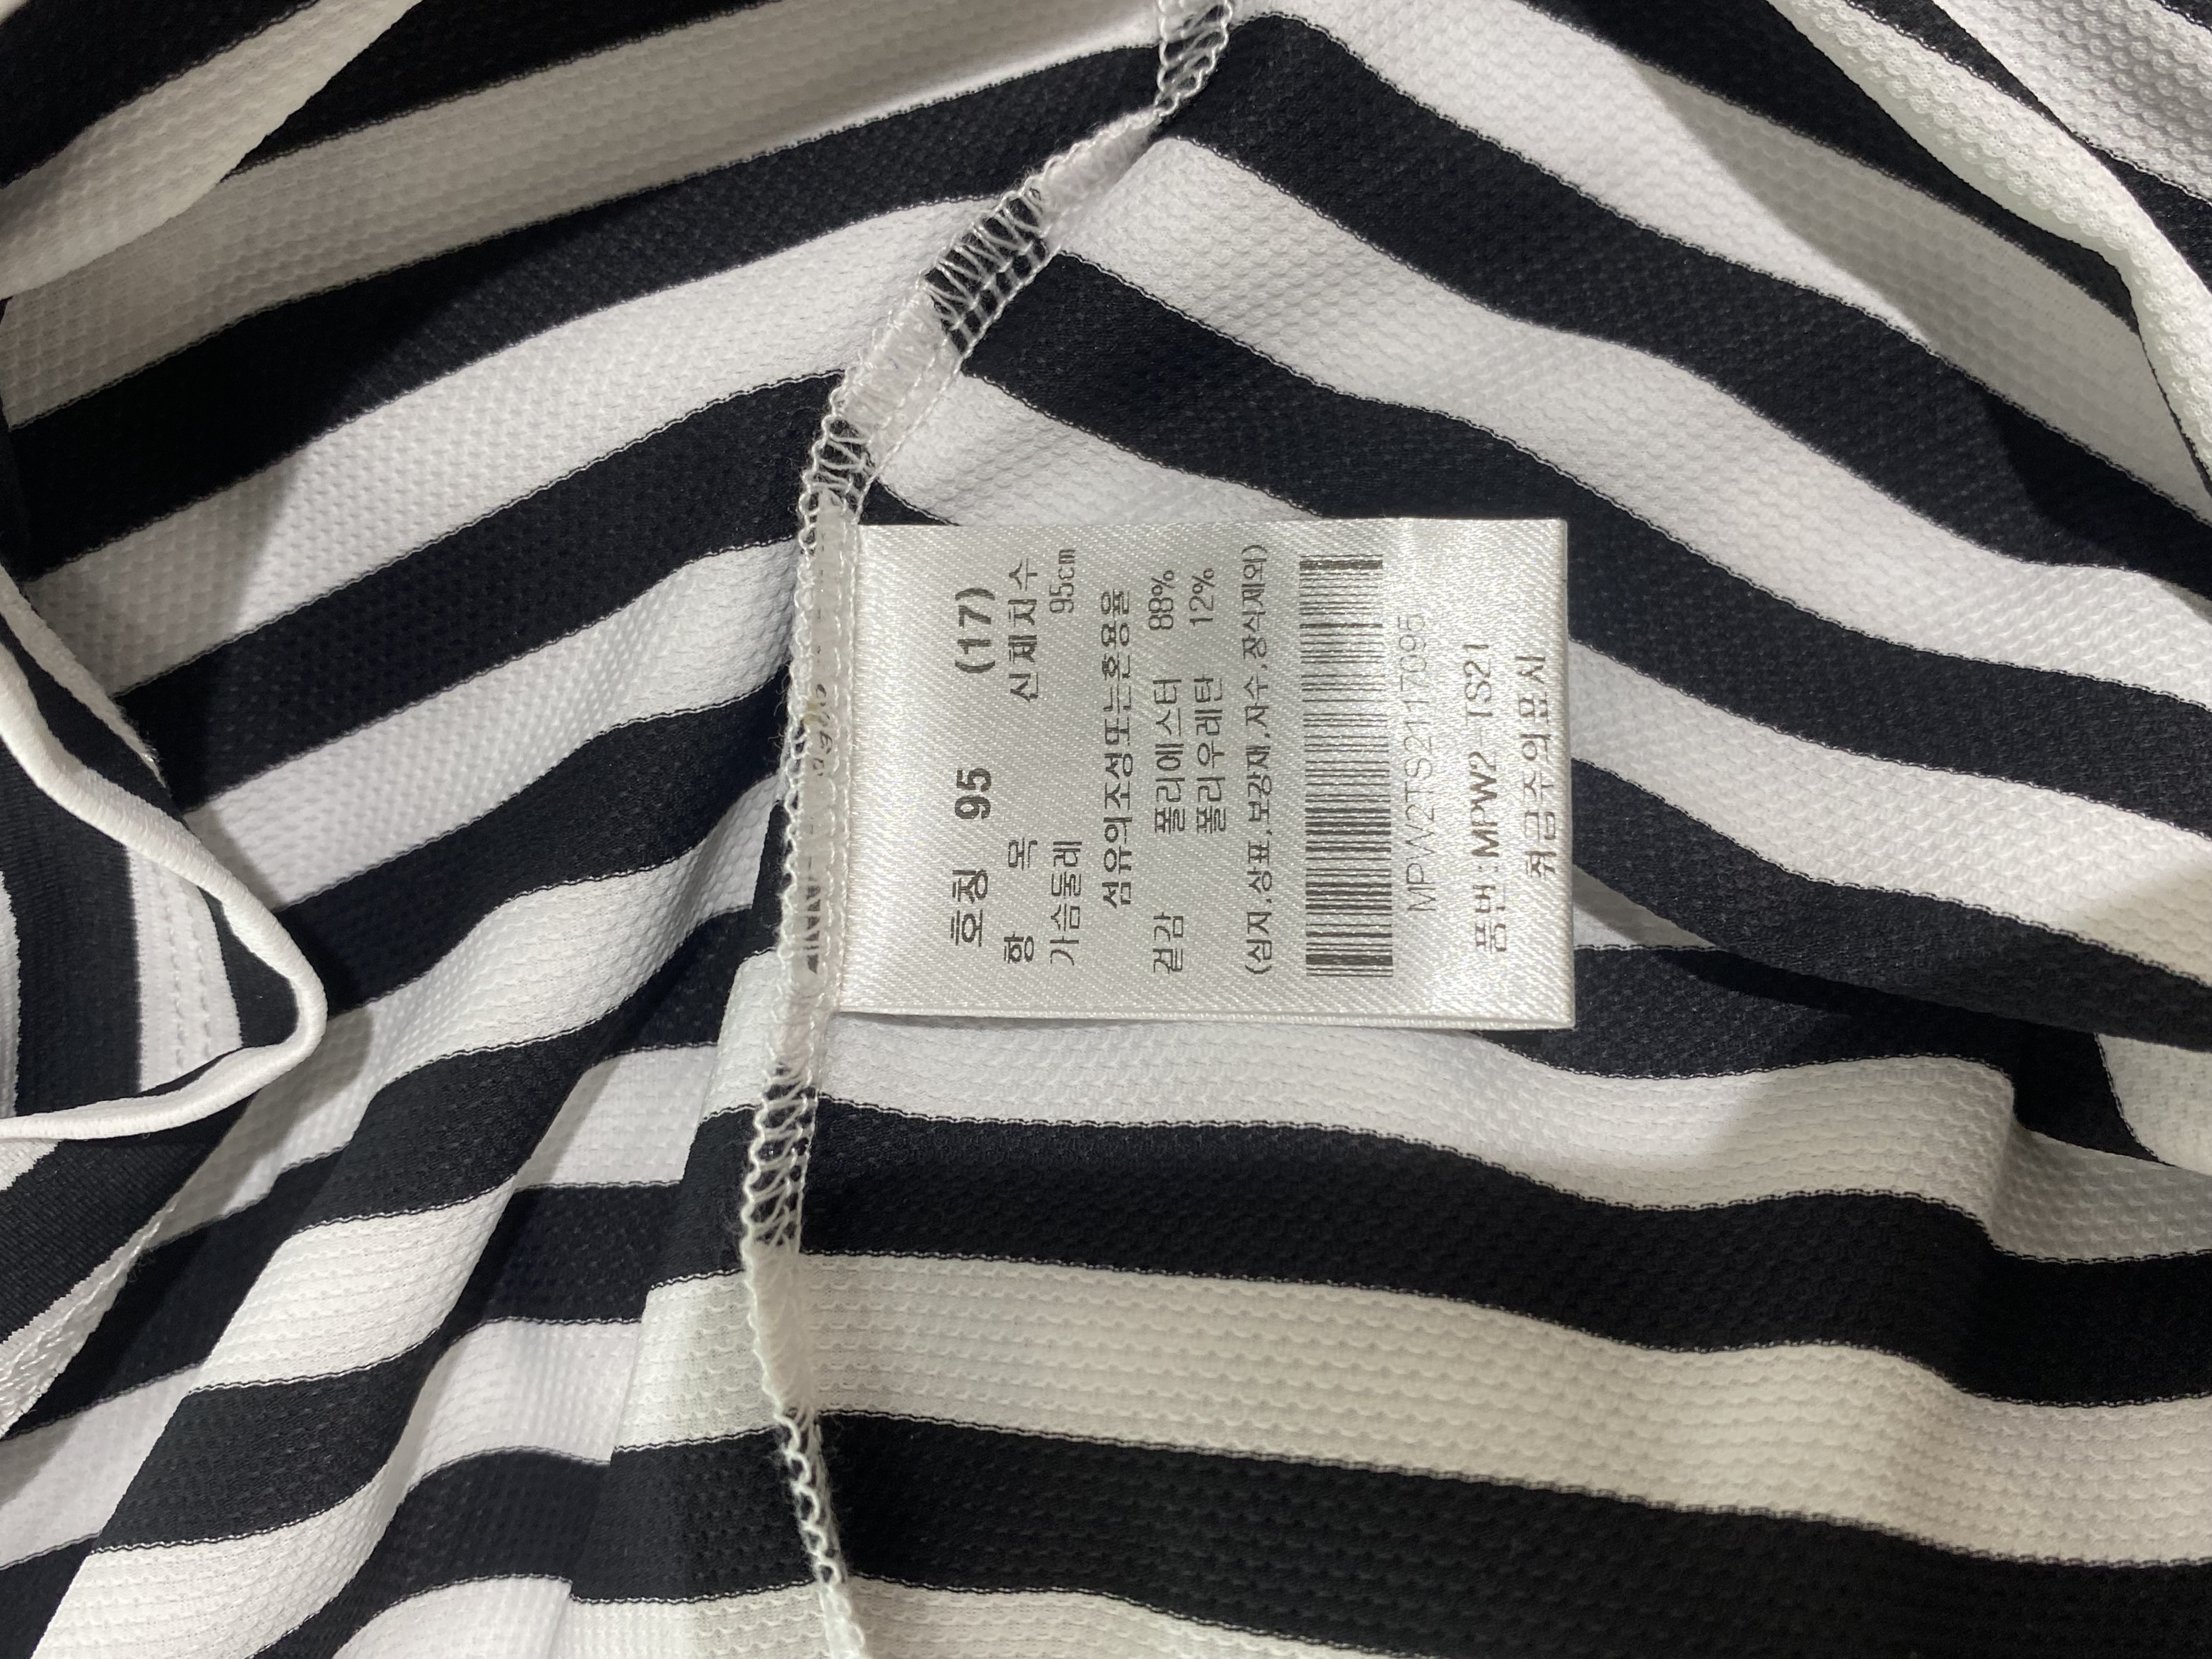 호칭 95 (17)
항 목 신체치수
가슴둘레 95cm
섬유의조성또는혼용율
겉감 폴리에스터 88%
폴리우레탄 12%
(심지,상표,보강재,자수,장식제외)
MPW2TS2117095
품번:MPW2-TS21
취급주의표시